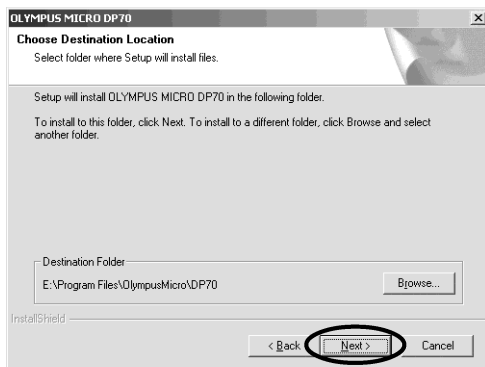 OLYMPUS MICRO DP70
Choose Destination Location
Select folder where Setup will install files.
Setup will install OLYMPUS MICRO DP70 in the following folder.
To install to this folder, click Next. To install to a different folder, click Browse and select
another folder.
Destination Folder
E:\Program Files\OlympusMicro\DP70
Browse...
InstallShield
< Back
Next >
Cancel